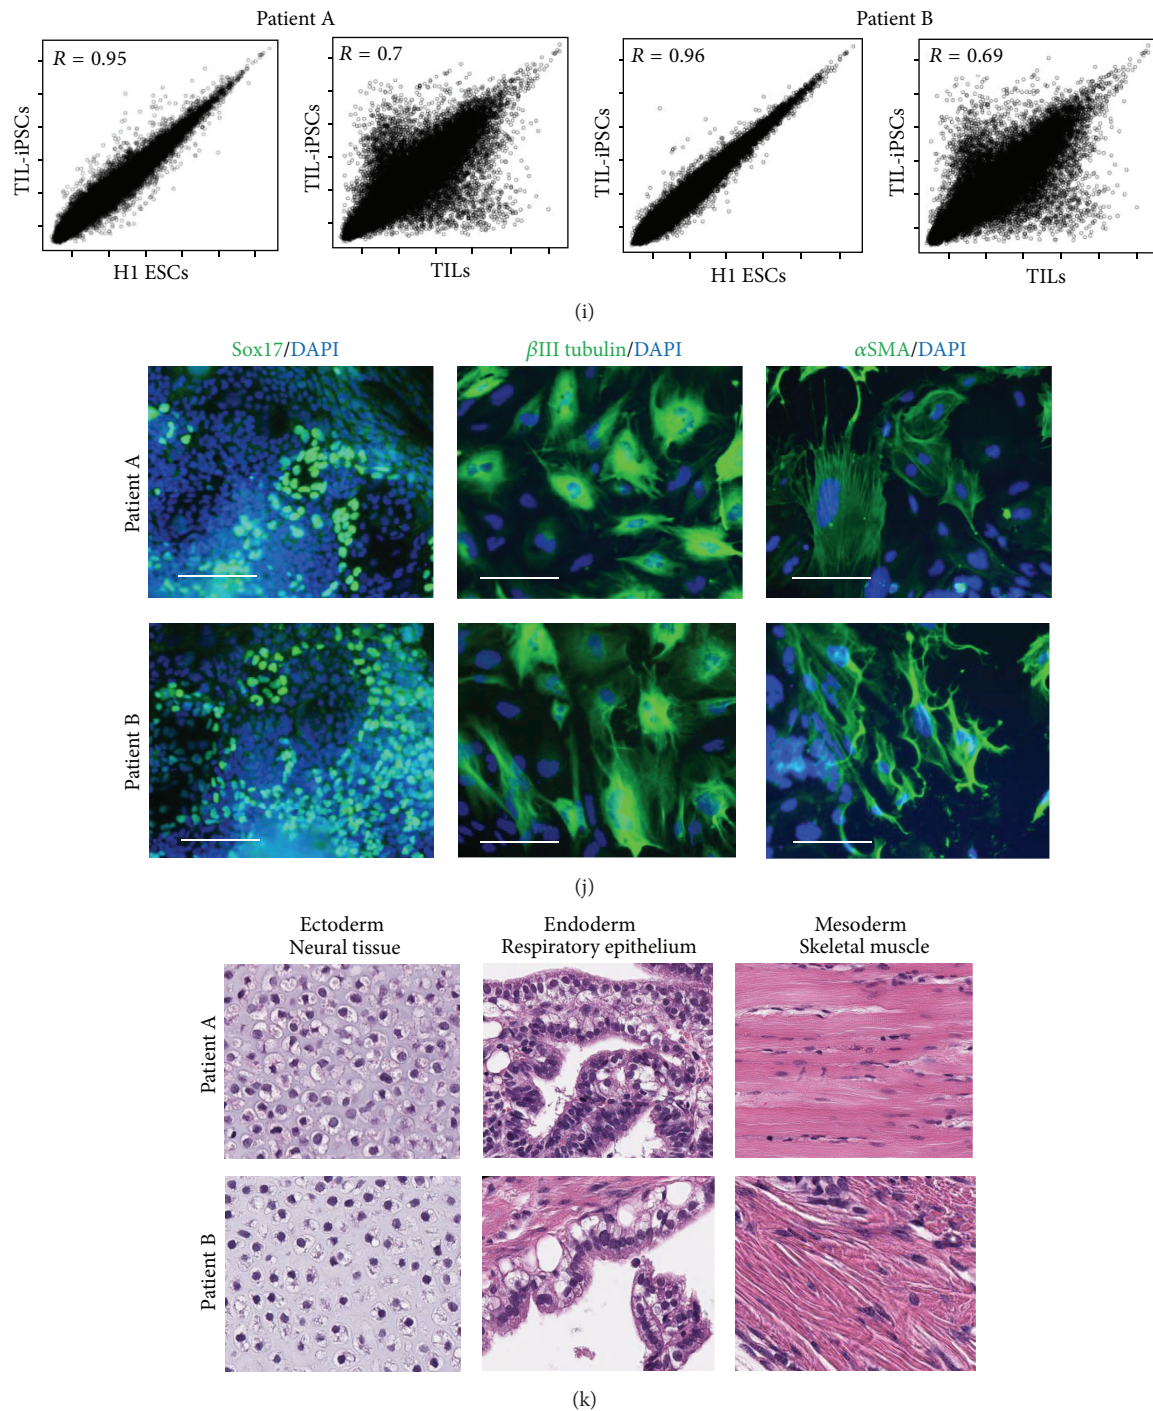 Patient A
Patient B
R = 0.95
R = 0.7
R = 0.96
R = 0.69
TIL-iPSCs
TIL-iPSCs
TIL-iPSCs
TIL-iPSCs
H1 ESCs
TILs
H1 ESCs
TILs
(i)
Sox17/DAPI
βIII tubulin/DAPI
αSMA/DAPI
Patient A
Patient B
(j)
Ectoderm
Neural tissue
Endoderm
Respiratory epithelium
Mesoderm
Skeletal muscle
Patient A
Patient B
(k)